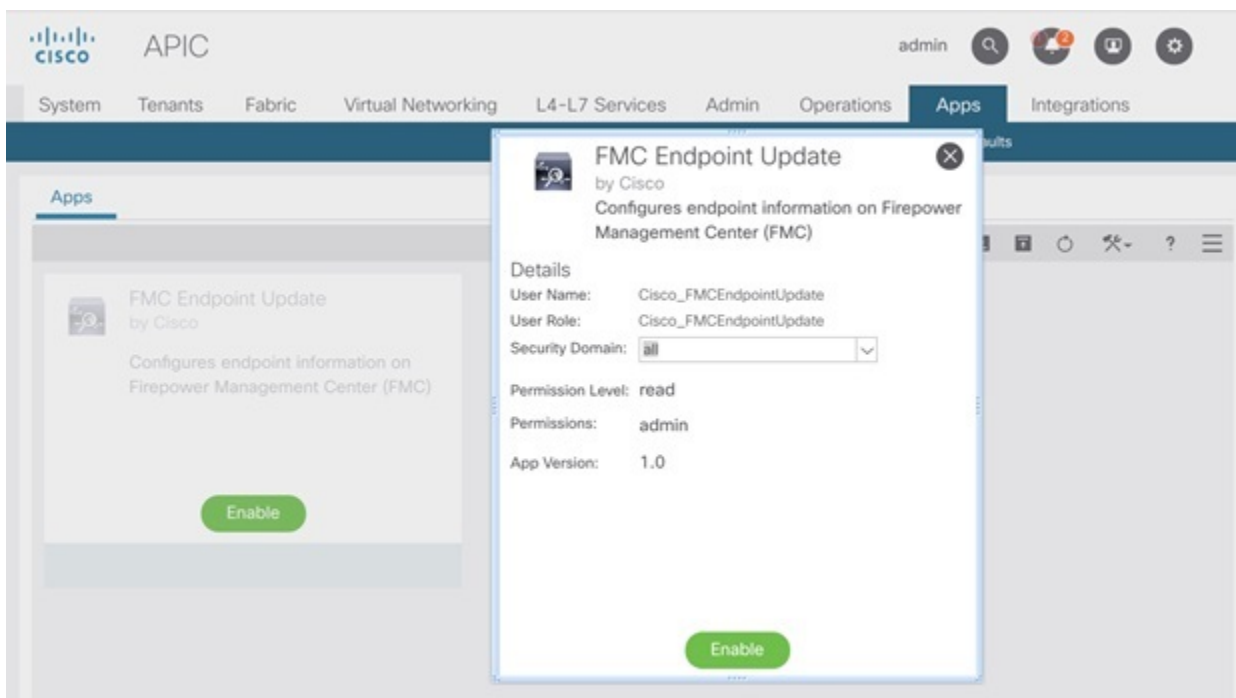 cisco
APIC
admin
2
System Tenants Fabric Virtual Networking L4-L7 Services Admin Operations Apps Integrations
Apps
?
FMC Endpoint Update
by Cisco
Configures endpoint information on
Firepower Management Center (FMC)
Enable
FMC Endpoint Update
by Cisco
Configures endpoint information on Firepower
Management Center (FMC)
Details
User Name: Cisco_FMCEndpointUpdate
User Role: Cisco_FMCEndpointUpdate
Security Domain: all
Permission Level: read
Permissions: admin
App Version: 1.0
Enable